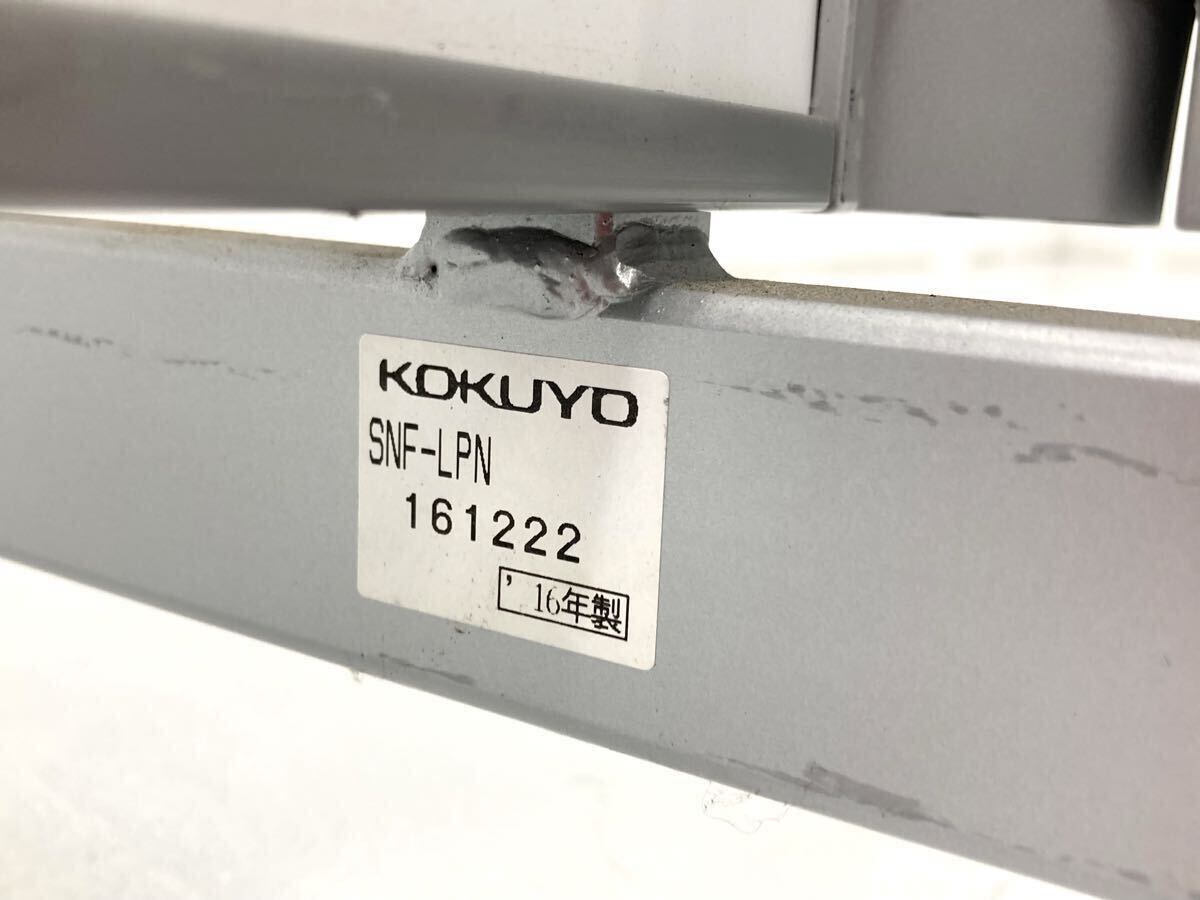 KOKUYO
SNF-LPN
161222
'16年製